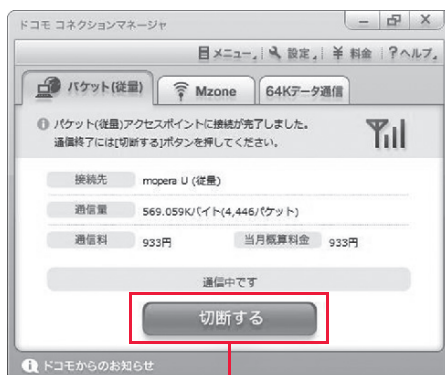 ドコモ コネクションマネージャ
メニュー 設定 ¥ 料金 ?ヘルプ
パケット(従量) Mzone 64Kデータ通信
パケット(従量)アクセスポイントに接続が完了しました。
通信終了には[切断する]ボタンを押してください。
接続先 mopera U (従量)
通信量 569.059Kバイト(4,446パケット)
通信料 933円 当月概算料金 933円
通信中です
切断する
ドコモからのお知らせ